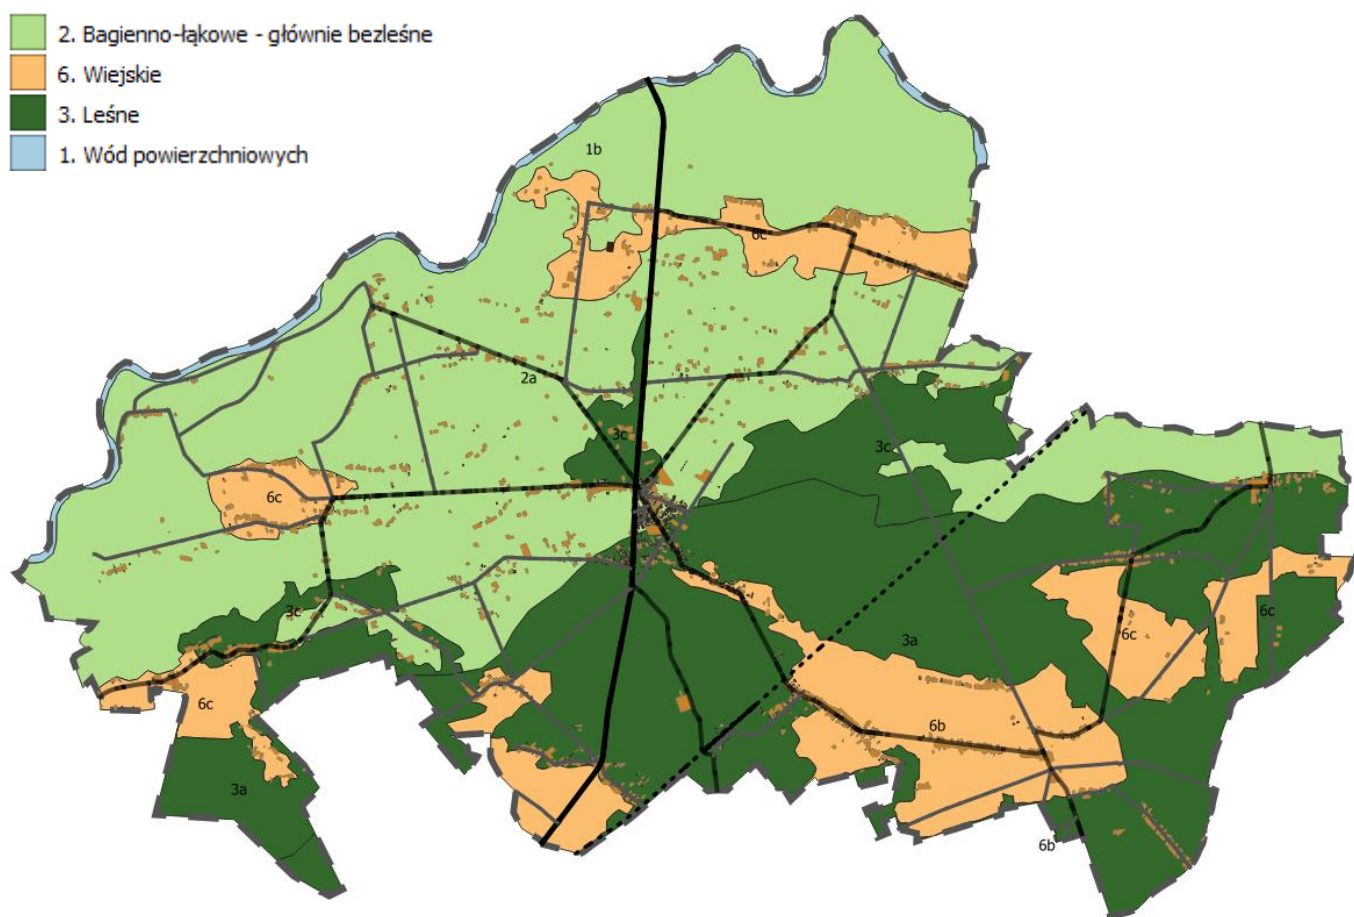 2. Bagienno-łąkowe - głównie bezleśne
6. Wiejskie
3. Leśne
1. Wód powierzchniowych
1b
6c
2a
3c
3c
6c
3c
6c
6c
3a
6c
6b
3a
6b